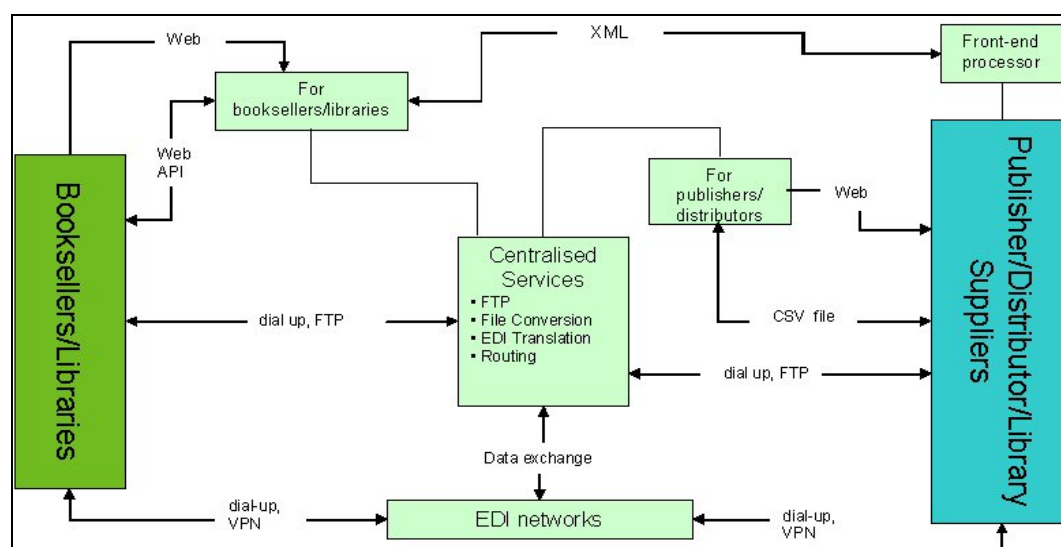 Web
XML
Front-end
processor
For
booksellers/libraries
Web
API
For
publishers/
distributors
Web
Booksellers/Libraries
Publisher/Distributor/Library
Suppliers
Centralised
Services
▪ FTP
▪ File Conversion
▪ EDI Translation
▪ Routing
dial up, FTP
CSV file
dial up, FTP
Data exchange
dial-up,
VPN
EDI networks
dial-up,
VPN